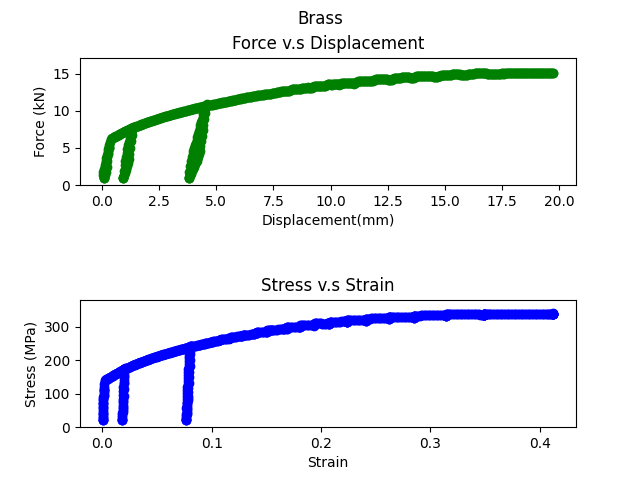 Brass
Force v.s Displacement
15
10
5
0
Force (kN)
0.0 2.5 5.0 7.5 10.0 12.5 15.0 17.5 20.0
Displacement(mm)
Stress v.s Strain
300
200
100
0
Stress (MPa)
0.0 0.1 0.2 0.3 0.4
Strain